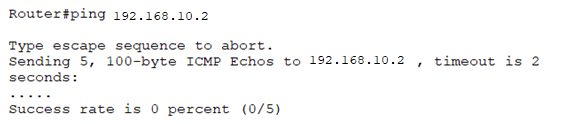 Router#ping 192.168.10.2
Type escape sequence to abort.
Sending 5, 100-byte ICMP Echos to 192.168.10.2 , timeout is 2
seconds:
.....
Success rate is 0 percent (0/5)